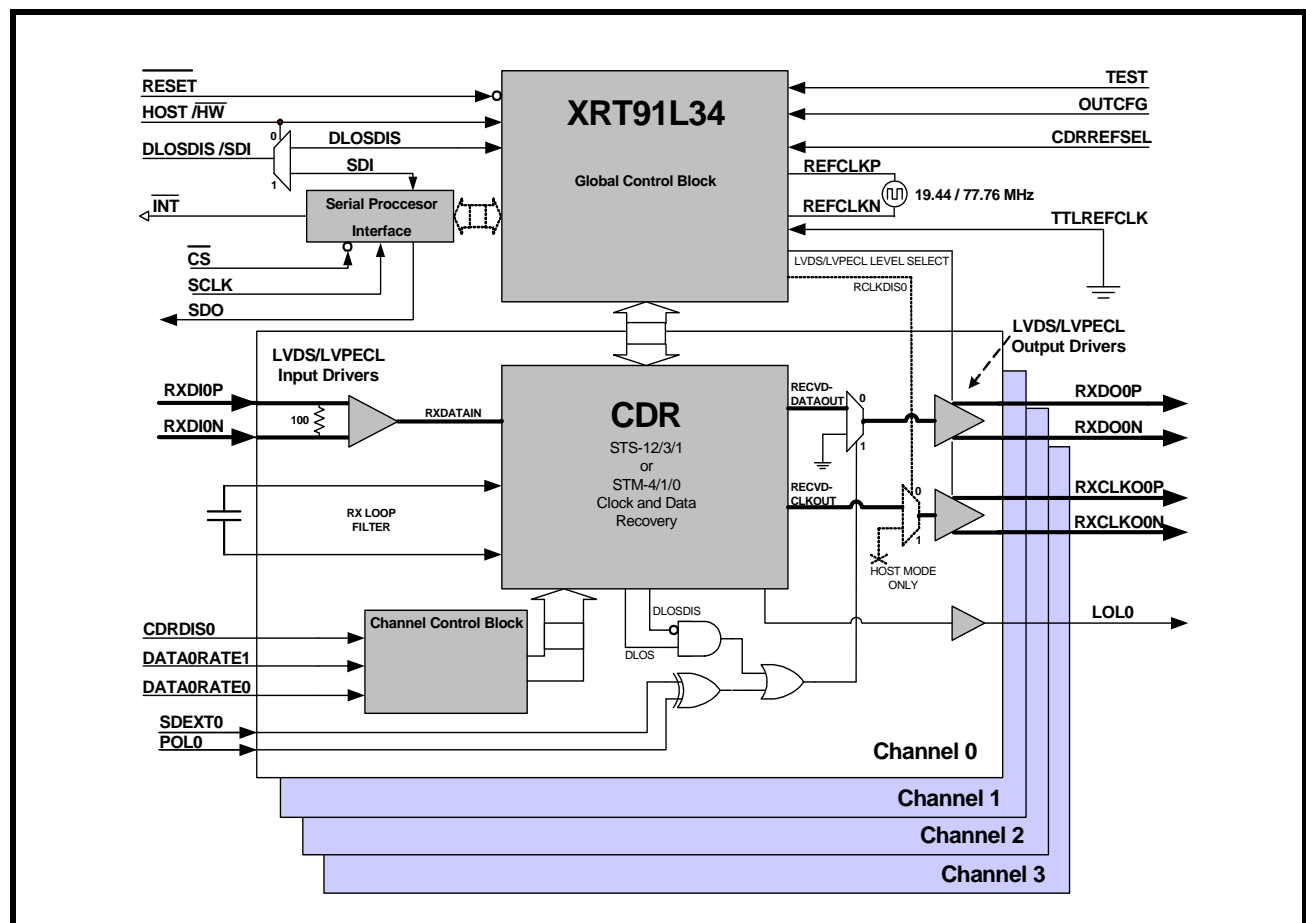 RESET
HOST /HW
0
DLOSDIS /SDI
1
DLOSDIS
SDI
INT
Serial Proccesor
Interface
CS
SCLK
SDO
XRT91L34
Global Control Block
TEST
OUTCFG
CDRREFSEL
REFCLKP
19.44 / 77.76 MHz
REFCLKN
TTLREFCLK
LVDS/LVPECL LEVEL SELECT
RCLKDIS0
LVDS/LVPECL
Input Drivers
LVDS/LVPECL
Output Drivers
RXDI0P
100
RXDI0N
RXDATAIN
CDR
STS-12/3/1
or
STM-4/1/0
Clock and Data
Recovery
RECVD-
DATAOUT
0
1
RXDO0P
RXDO0N
RECVD-
CLKOUT
0
1
RXCLKO0P
RXCLKO0N
HOST MODE
ONLY
RX LOOP
FILTER
Channel Control Block
CDRDIS0
DATA0RATE1
DATA0RATE0
DLOSDIS
DLOS
LOL0
SDEXT0
POL0
Channel 0
Channel 1
Channel 2
Channel 3